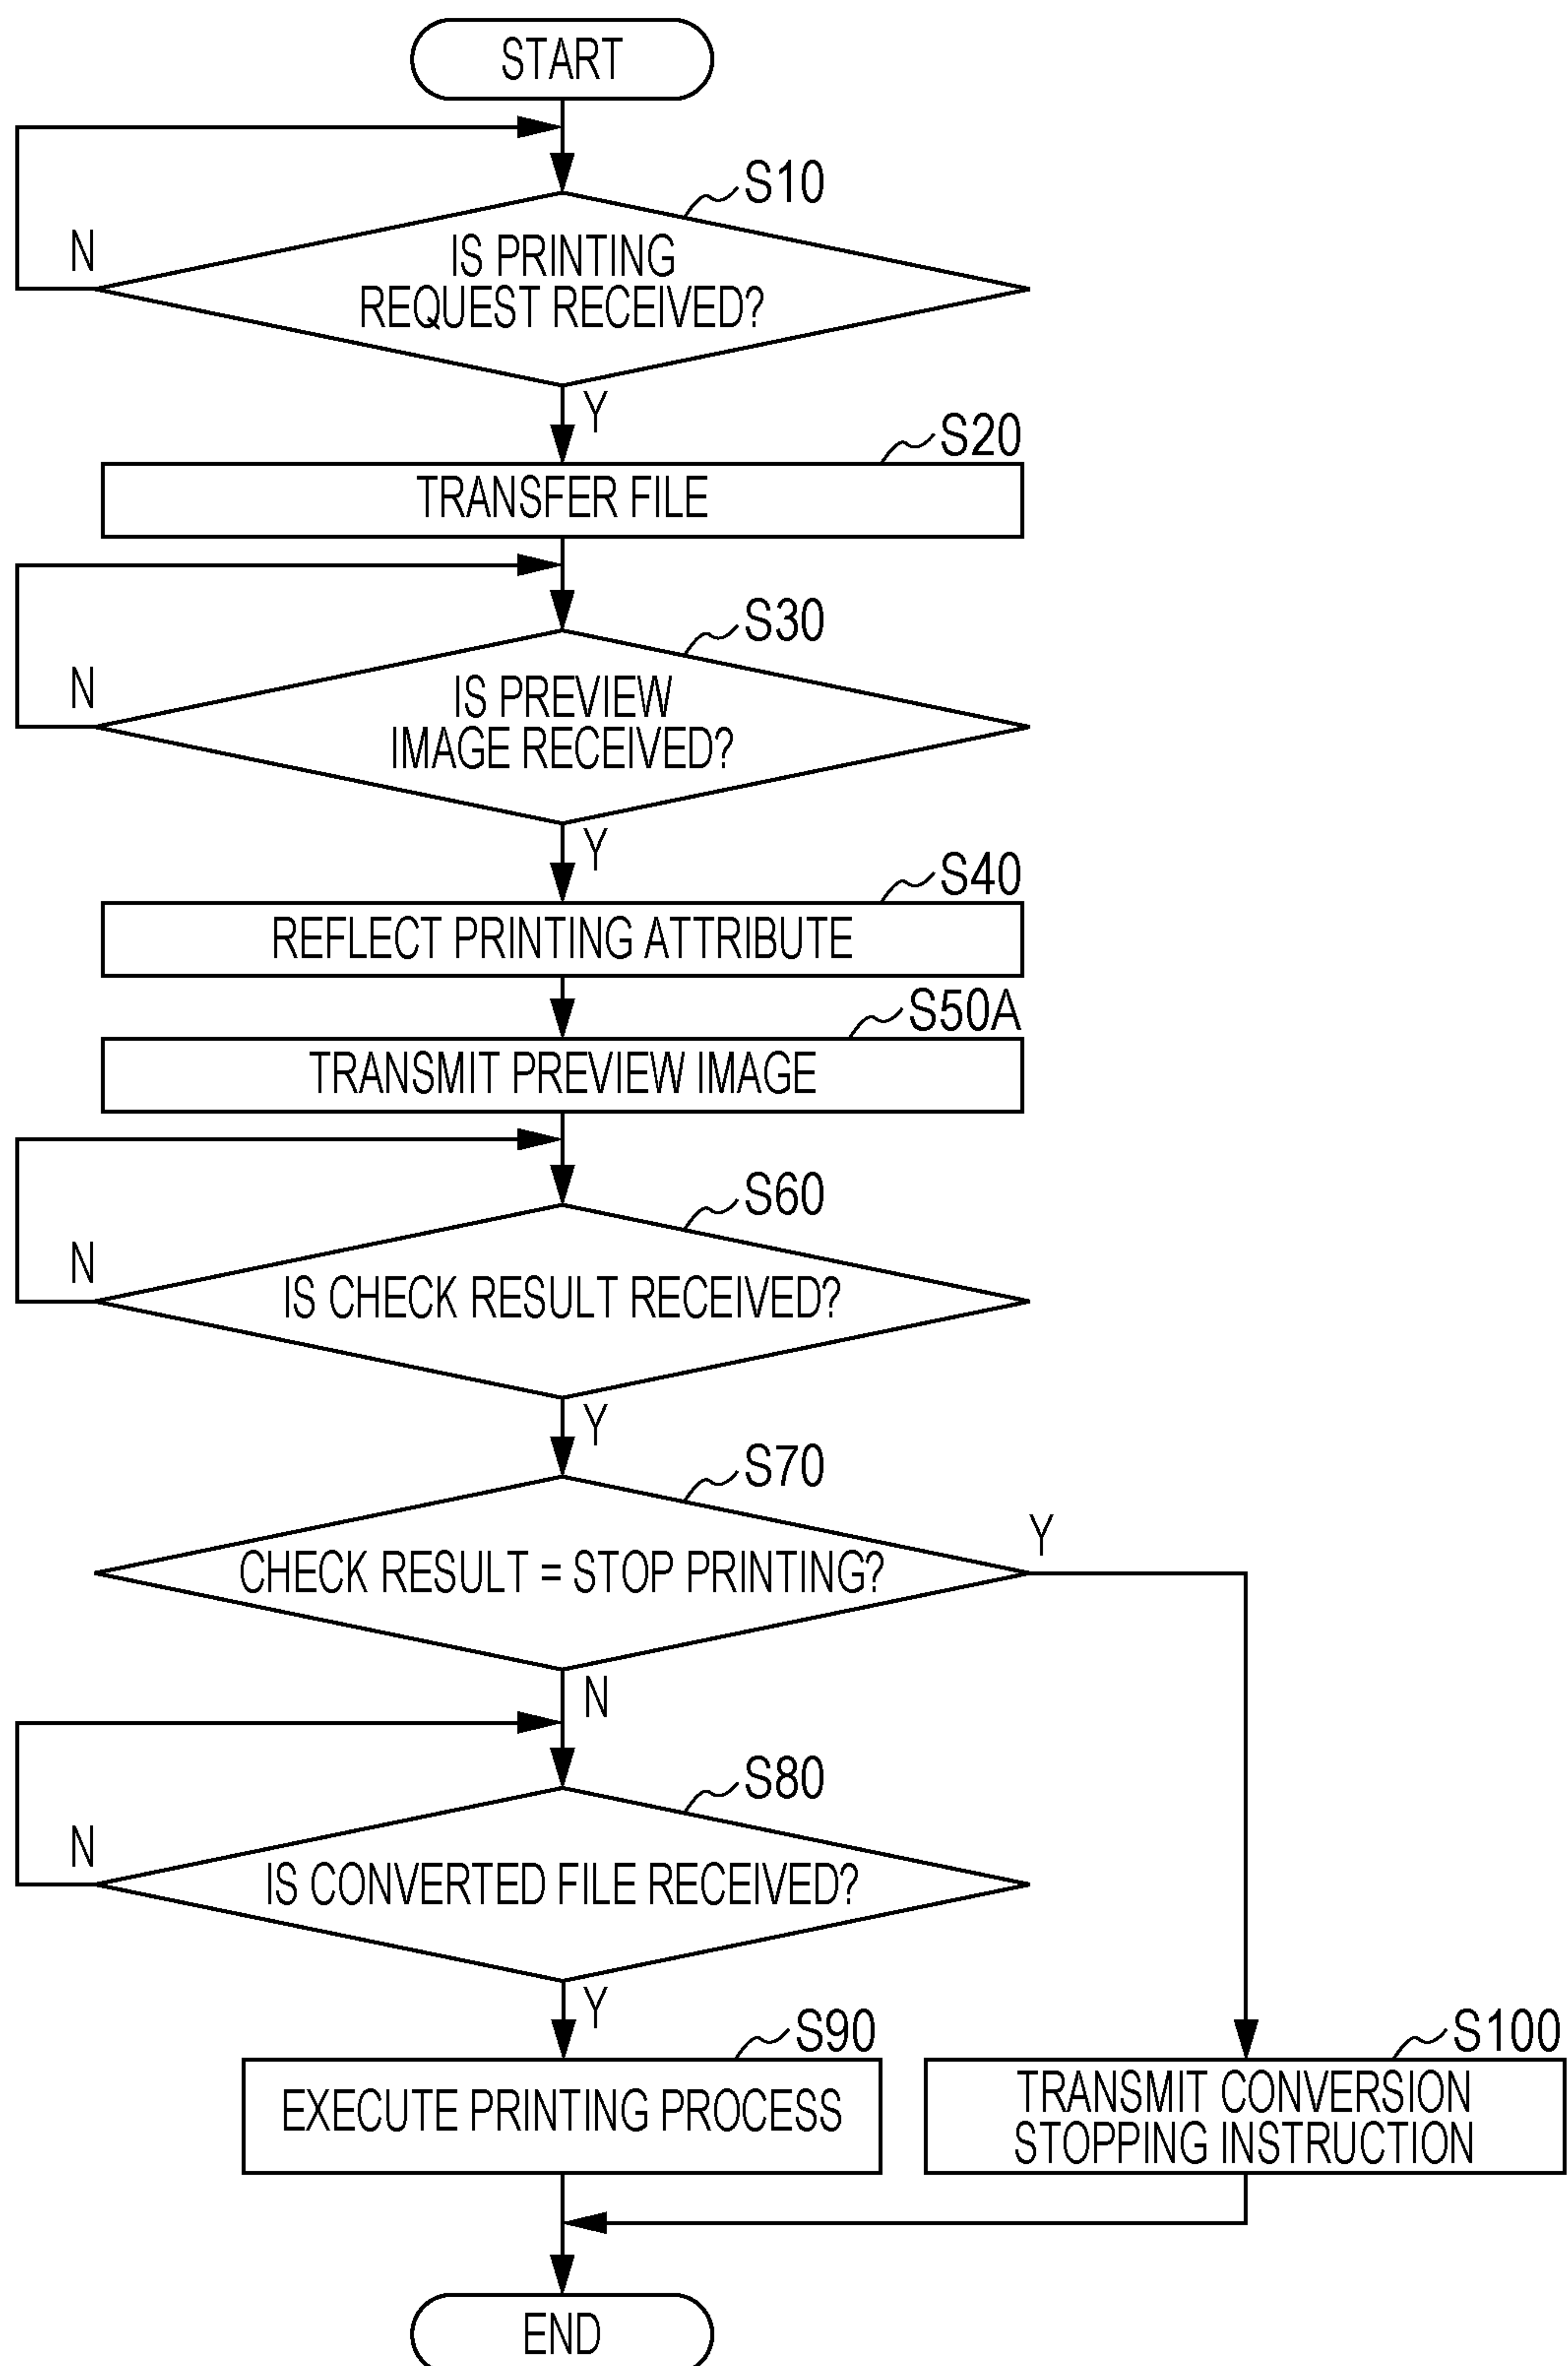 START
S10
N
IS PRINTING
REQUEST RECEIVED?
Y
S20
TRANSFER FILE
S30
N
IS PREVIEW
IMAGE RECEIVED?
Y
S40
REFLECT PRINTING ATTRIBUTE
S50A
TRANSMIT PREVIEW IMAGE
S60
N
IS CHECK RESULT RECEIVED?
Y
S70
Y
CHECK RESULT = STOP PRINTING?
N
S80
N
IS CONVERTED FILE RECEIVED?
Y
S90
EXECUTE PRINTING PROCESS
S100
TRANSMIT CONVERSION
STOPPING INSTRUCTION
END